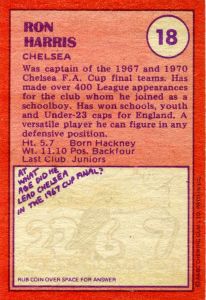 RON
HARRIS
18
CHELSEA
Was captain of the 1967 and 1970
Chelsea F.A. Cup final teams. Has
made over 400 League appearances
for the club whom he joined as a
schoolboy. Has won schools, youth
and Under-23 caps for England. A
versatile player he can figure in any
defensive position.
Ht. 5.7 Born Hackney
Wt. 11.10 Pos. Backfour
Last Club Juniors
AT
WHAT
AGE DID
HE LEAD CHELSEA
IN THE 1967 CUP FINAL?
RUB COIN OVER SPACE FOR ANSWER